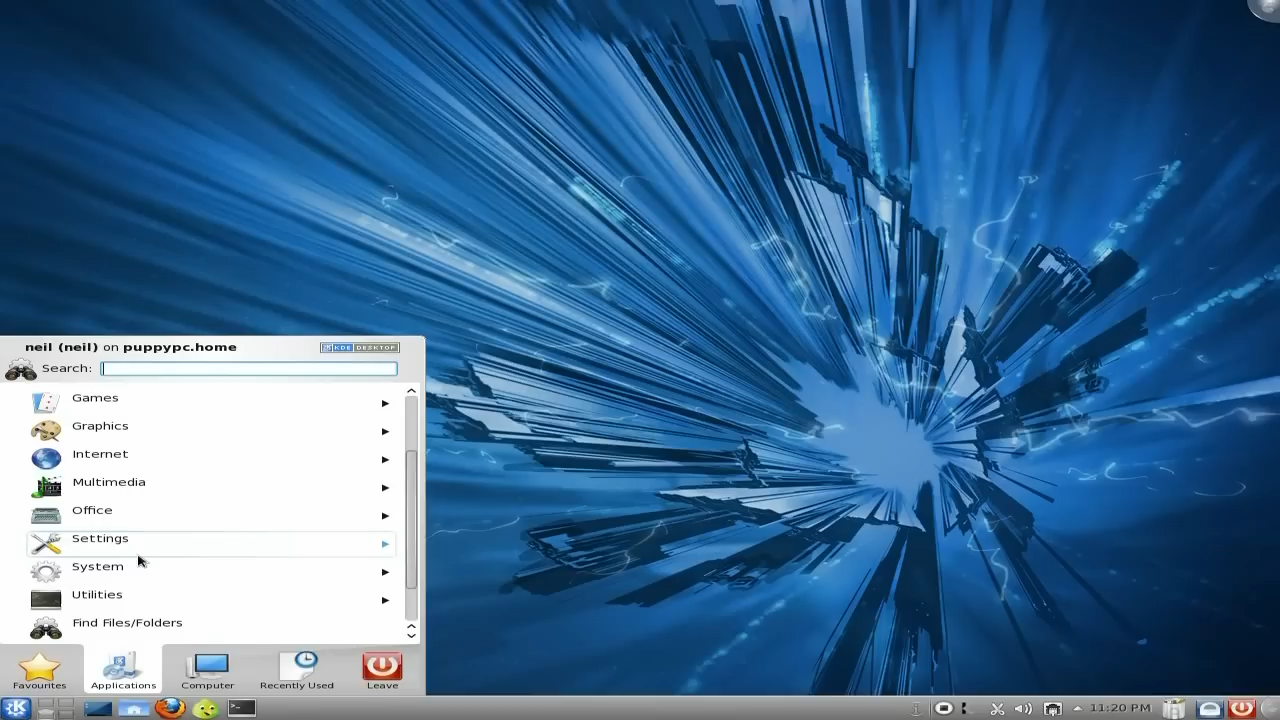 neil (neil) on puppypc.home
KDE DESKTOP
Search:
Games
Graphics
Internet
Multimedia
Office
Settings
System
Utilities
Find Files/Folders
Favourites
Applications
Computer
Recently Used
Leave
11:20 PM